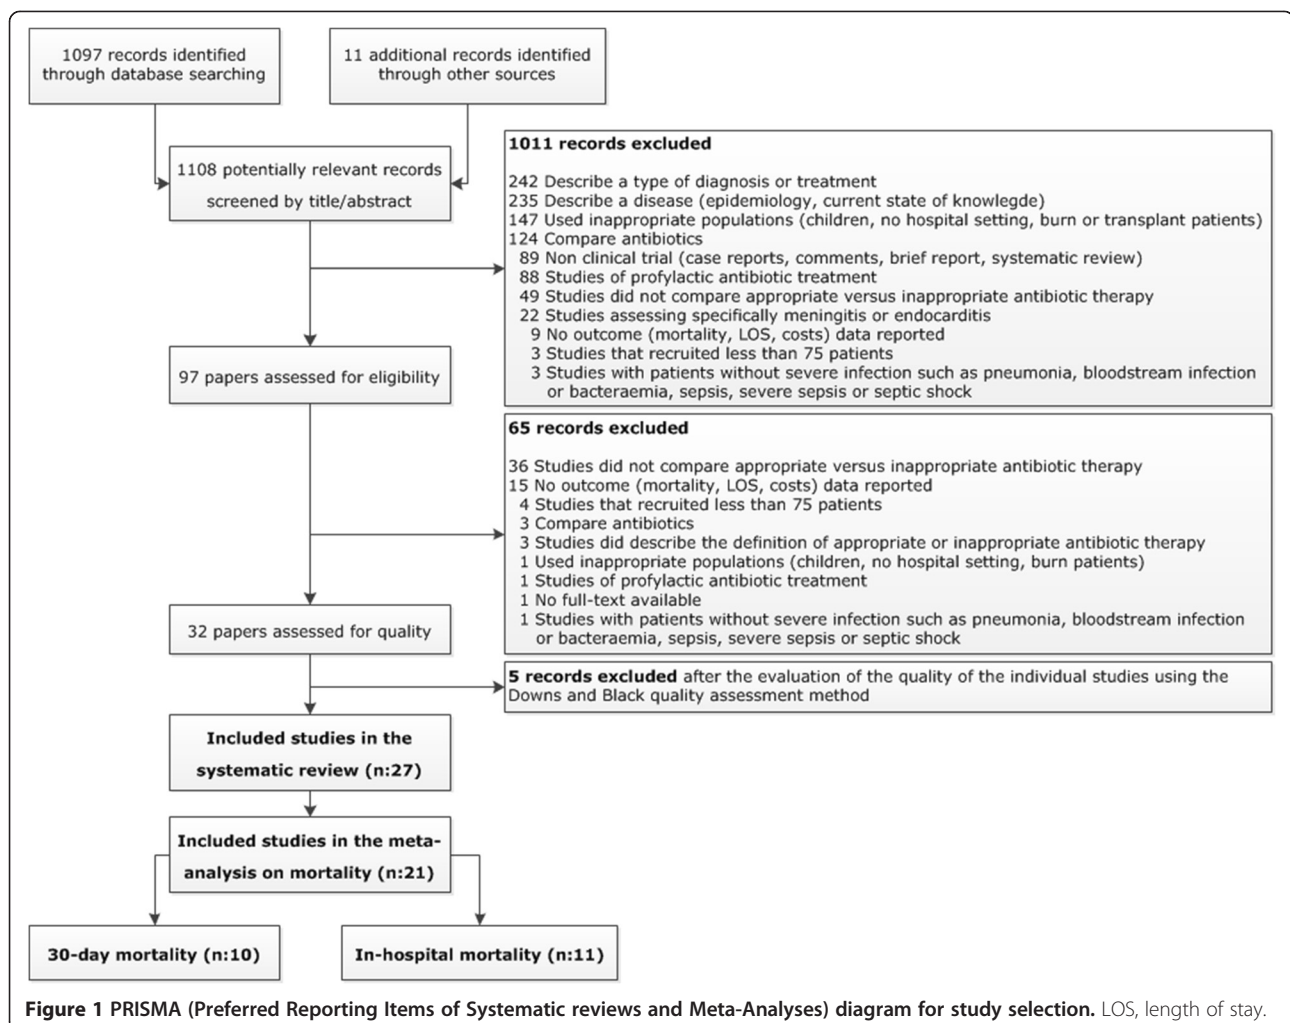 1097 records identified
through database searching
11 additional records identified
through other sources
1108 potentially relevant records
screened by title/abstract
1011 records excluded
242 Describe a type of diagnosis or treatment
235 Describe a disease (epidemiology, current state of knowlegde)
147 Used inappropriate populations (children, no hospital setting, burn or transplant patients)
124 Compare antibiotics
89 Non clinical trial (case reports, comments, brief report, systematic review)
88 Studies of profylactic antibiotic treatment
49 Studies did not compare appropriate versus inappropriate antibiotic therapy
22 Studies assessing specifically meningitis or endocarditis
9 No outcome (mortality, LOS, costs) data reported
3 Studies that recruited less than 75 patients
3 Studies with patients without severe infection such as pneumonia, bloodstream infection
or bacteraemia, sepsis, severe sepsis or septic shock
97 papers assessed for eligibility
65 records excluded
36 Studies did not compare appropriate versus inappropriate antibiotic therapy
15 No outcome (mortality, LOS, costs) data reported
4 Studies that recruited less than 75 patients
3 Compare antibiotics
3 Studies did describe the definition of appropriate or inappropriate antibiotic therapy
1 Used inappropriate populations (children, no hospital setting, burn patients)
1 Studies of profylactic antibiotic treatment
1 No full-text available
1 Studies with patients without severe infection such as pneumonia, bloodstream infection
or bacteraemia, sepsis, severe sepsis or septic shock
32 papers assessed for quality
5 records excluded after the evaluation of the quality of the individual studies using the
Downs and Black quality assessment method
Included studies in the
systematic review (n:27)
Included studies in the meta-
analysis on mortality (n:21)
30-day mortality (n:10)
In-hospital mortality (n:11)
Figure 1 PRISMA (Preferred Reporting Items of Systematic reviews and Meta-Analyses) diagram for study selection. LOS, length of stay.